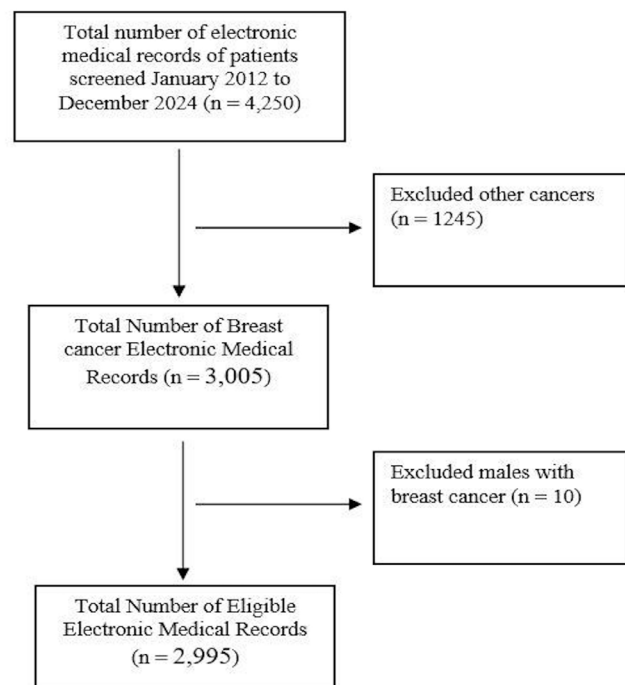 Total number of electronic
medical records of patients
screened January 2012 to
December 2024 (n = 4,250)
Excluded other cancers
(n = 1245)
Total Number of Breast
cancer Electronic Medical
Records (n = 3,005)
Excluded males with
breast cancer (n = 10)
Total Number of Eligible
Electronic Medical Records
(n = 2,995)